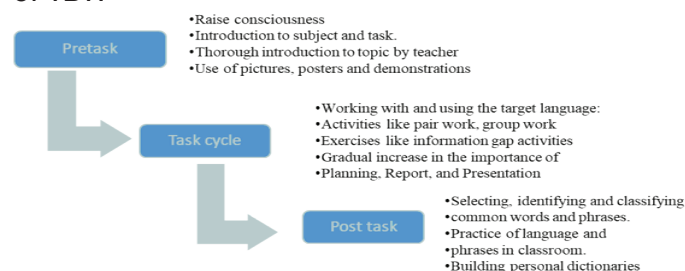 •Raise consciousness
•Introduction to subject and task.
Pretask
•Thorough introduction to topic by teacher
•Use of pictures, posters and demonstrations
•Working with and using the target language:
•Activities like pair work, group work
Task cycle
•Exercises like information gap activities
•Gradual increase in the importance of
•Planning, Report, and Presentation
•Selecting, identifying and classifying
•common words and phrases.
Post task
•Practice of language and
•phrases in classroom.
•Building personal dictionaries